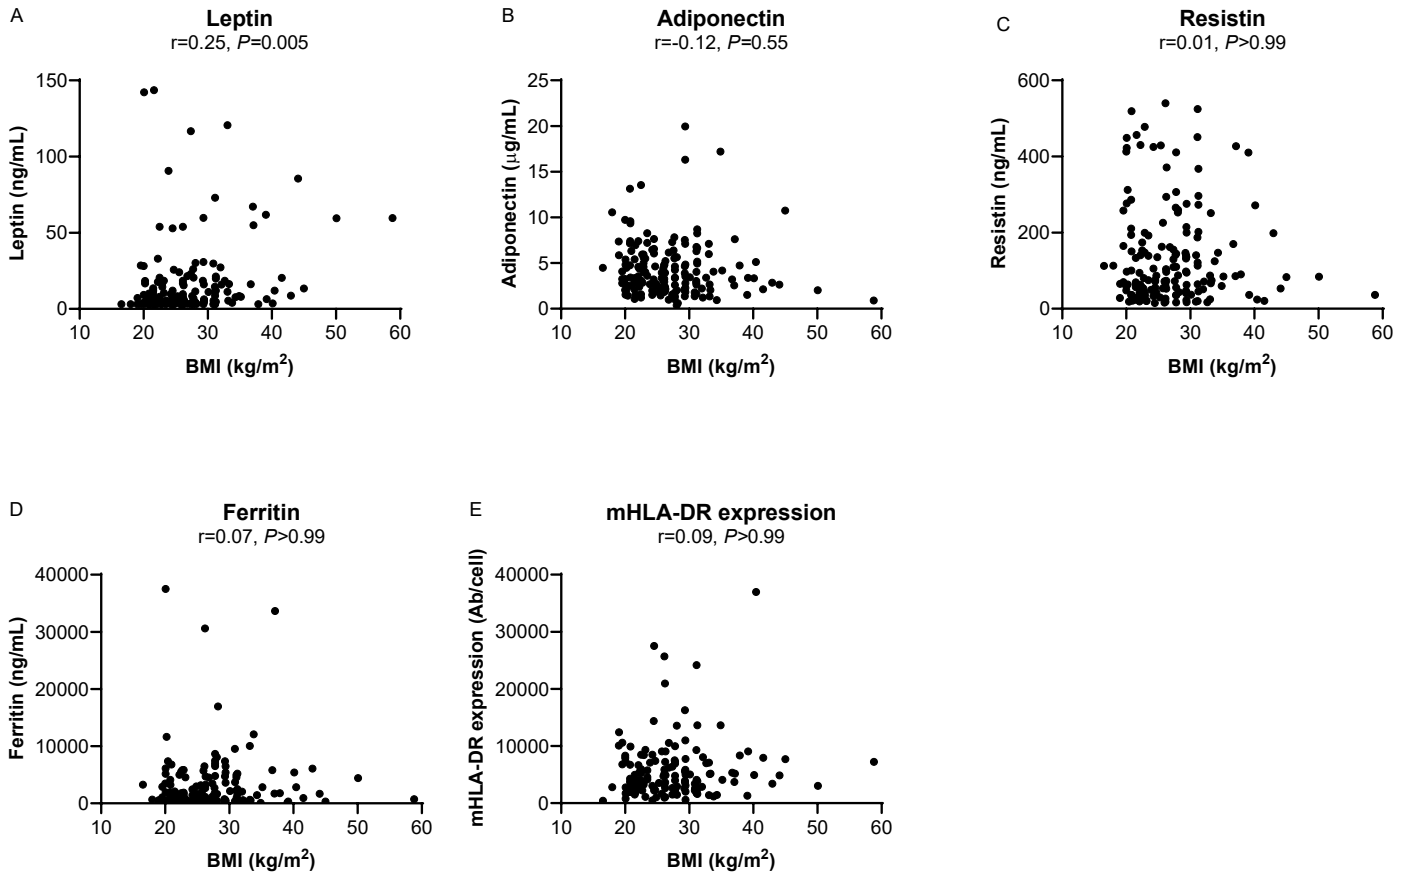 A
Leptin
r=0.25, P=0.005
150
100
50
0
Leptin (ng/mL)
10 20 30 40 50 60
BMI (kg/m²)
B
Adiponectin
r=-0.12, P=0.55
25
20
15
10
5
0
Adiponectin (μg/mL)
10 20 30 40 50 60
BMI (kg/m²)
C
Resistin
r=0.01, P>0.99
600
400
200
0
Resistin (ng/mL)
10 20 30 40 50 60
BMI (kg/m²)
D
Ferritin
r=0.07, P>0.99
40000
30000
20000
10000
0
Ferritin (ng/mL)
10 20 30 40 50 60
BMI (kg/m²)
E
mHLA-DR expression
r=0.09, P>0.99
40000
30000
20000
10000
0
mHLA-DR expression (Ab/cell)
10 20 30 40 50 60
BMI (kg/m²)